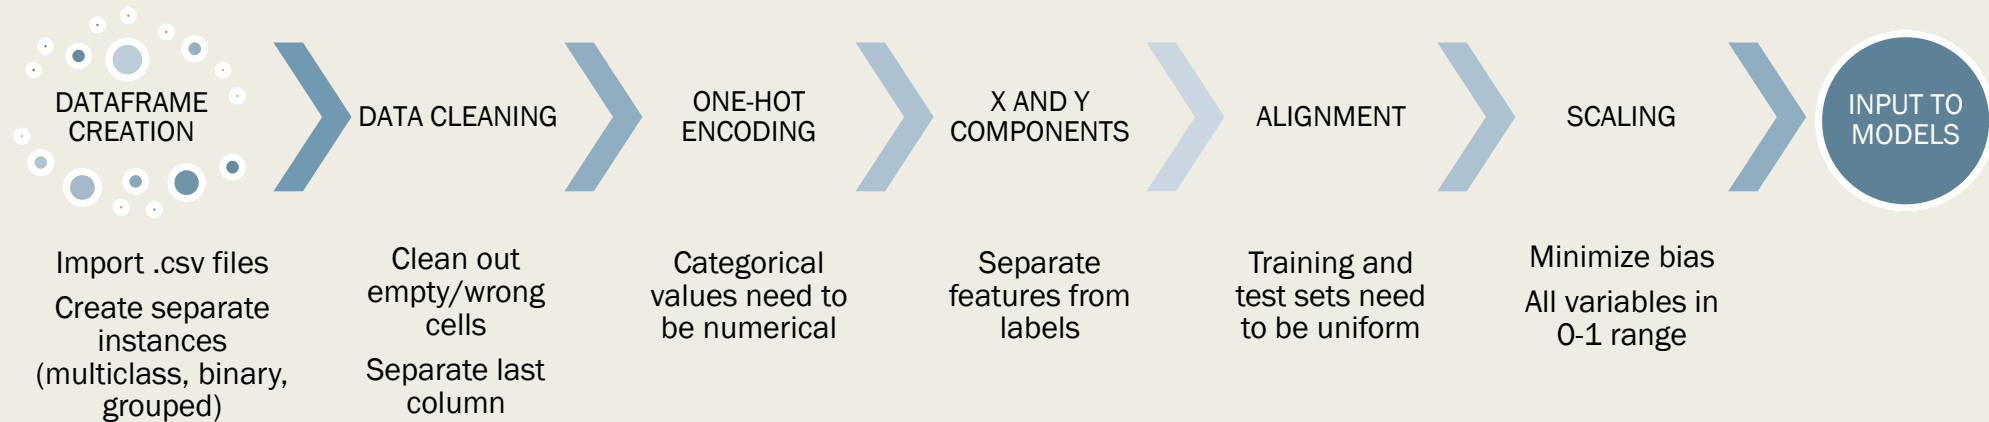 DATAFRAME
CREATION
DATA CLEANING
ONE-HOT
ENCODING
X AND Y
COMPONENTS
ALIGNMENT
SCALING
INPUT TO
MODELS
Import .csv files
Create separate
instances
(multiclass, binary,
grouped)
Clean out
empty/wrong
cells
Separate last
column
Categorical
values need to
be numerical
Separate
features from
labels
Training and
test sets need
to be uniform
Minimize bias
All variables in
0-1 range